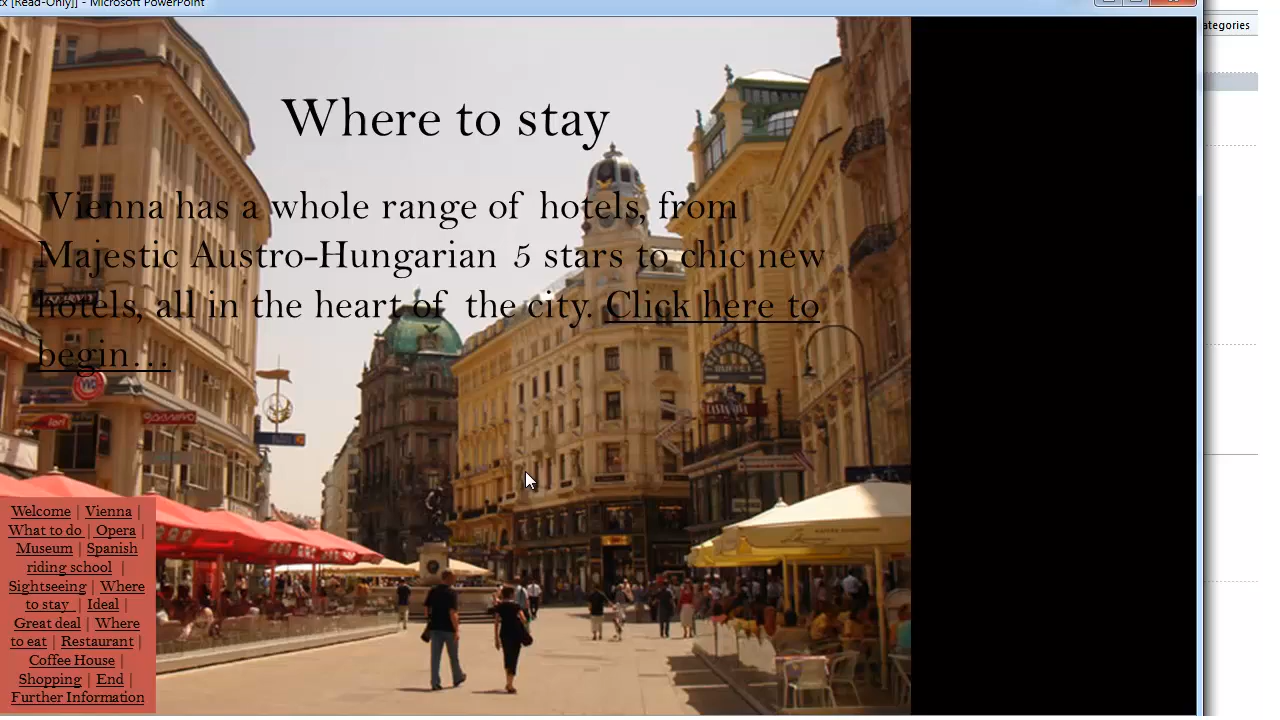 [Read-Only]] - Microsoft PowerPoint
ategories
Where to stay
Vienna has a whole range of hotels, from
Majestic Austro-Hungarian 5 stars to chic new
hotels, all in the heart of the city. Click here to
begin...
Welcome | Vienna |
What to do | Opera |
Museum | Spanish
riding school |
Sightseeing | Where
to stay | Ideal |
Great deal | Where
to eat | Restaurant |
Coffee House |
Shopping | End |
Further Information